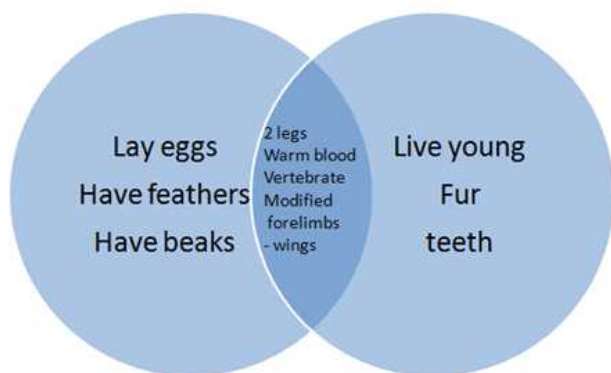 Lay eggs
Have feathers
Have beaks
2 legs
Warm blood
Vertebrate
Modified
forelimbs
- wings
Live young
Fur
teeth